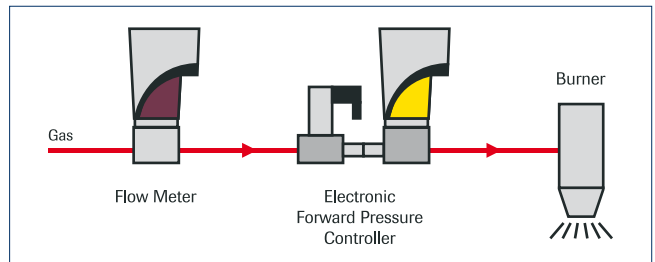 Burner
Gas
Flow Meter
Electronic
Forward Pressure
Controller